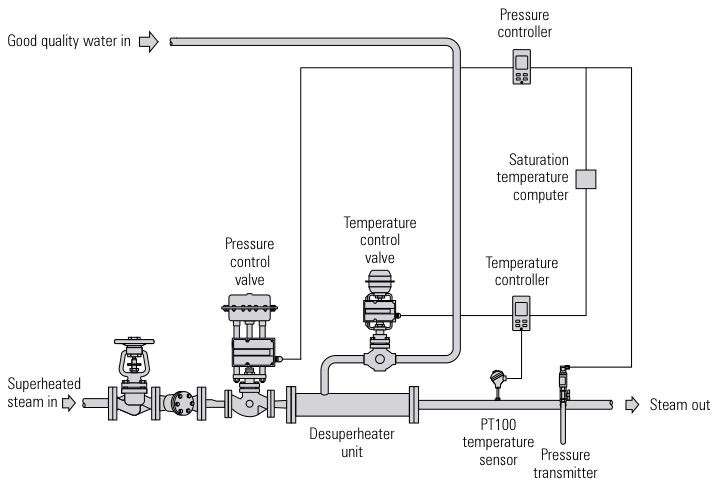 Pressure
controller
Good quality water in
Saturation
temperature
computer
Temperature
control
valve
Pressure
control
valve
Temperature
controller
Superheated
steam in
Steam out
Desuperheater
unit
PT100
temperature
sensor
Pressure
transmitter